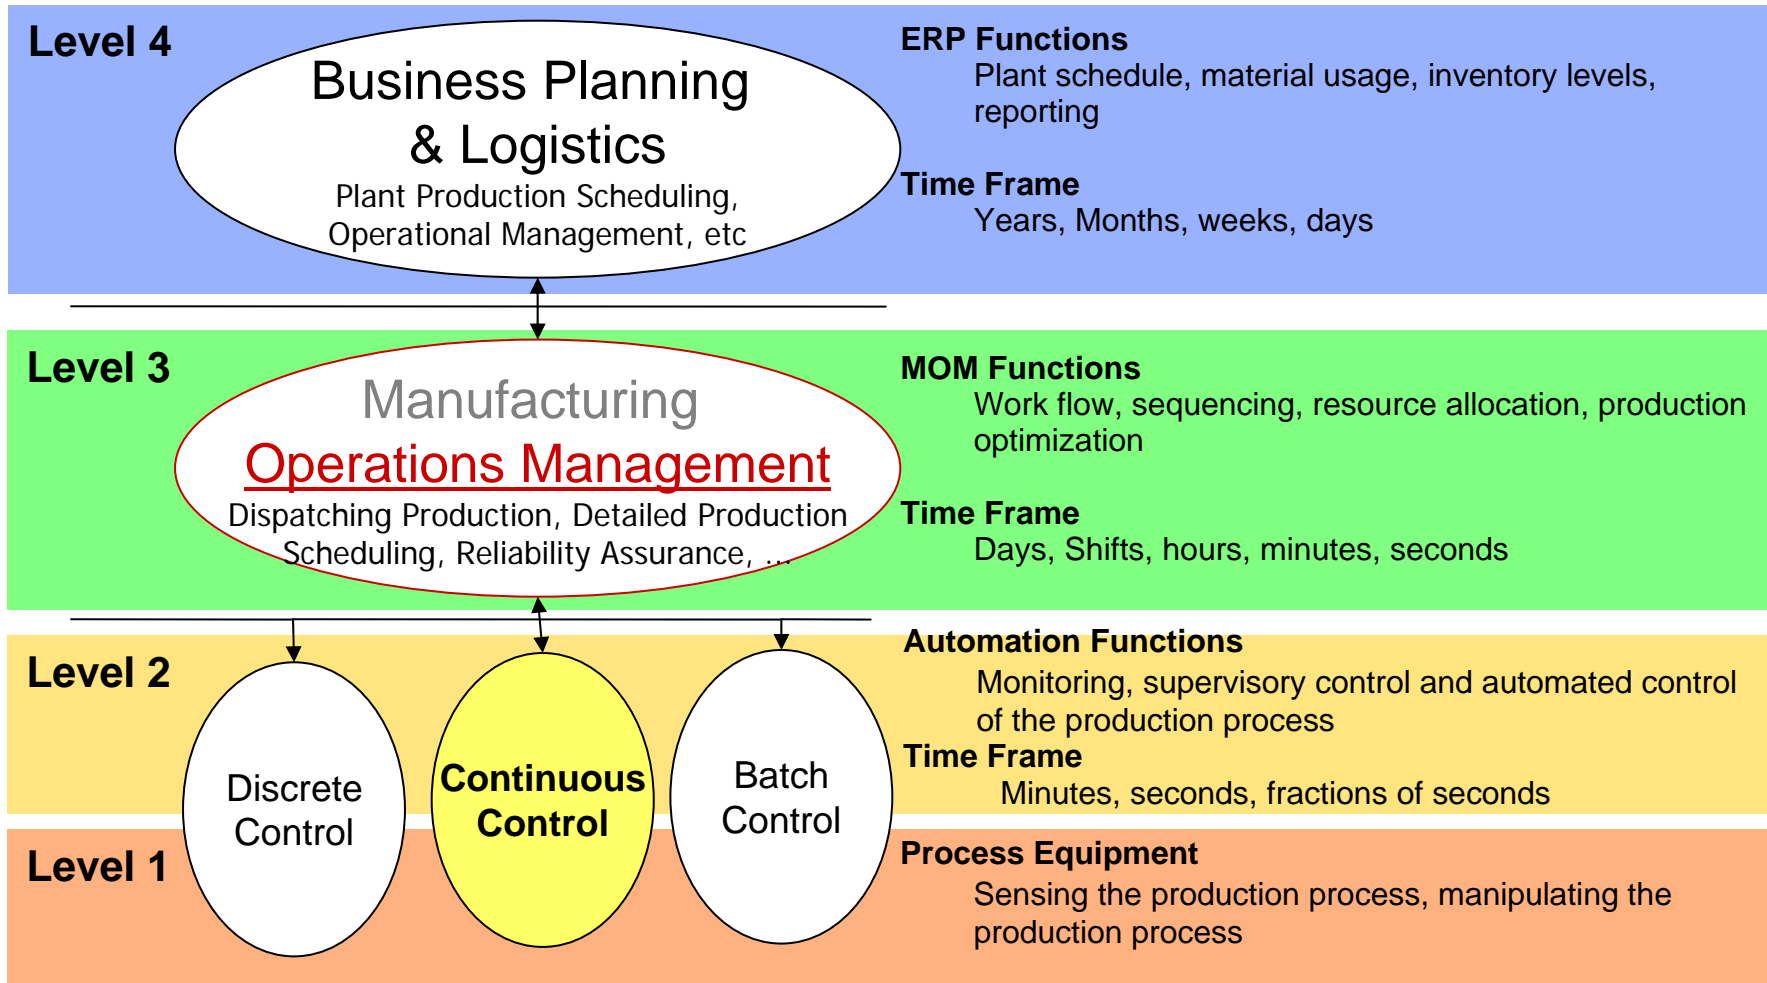 Level 4
Business Planning
& Logistics
Plant Production Scheduling,
Operational Management, etc
ERP Functions
Plant schedule, material usage, inventory levels,
reporting
Time Frame
Years, Months, weeks, days
Level 3
Manufacturing
Operations Management
Dispatching Production, Detailed Production
Scheduling, Reliability Assurance, ...
MOM Functions
Work flow, sequencing, resource allocation, production
optimization
Time Frame
Days, Shifts, hours, minutes, seconds
Level 2
Discrete
Control
Continuous
Control
Batch
Control
Automation Functions
Monitoring, supervisory control and automated control
of the production process
Time Frame
Minutes, seconds, fractions of seconds
Level 1
Process Equipment
Sensing the production process, manipulating the
production process